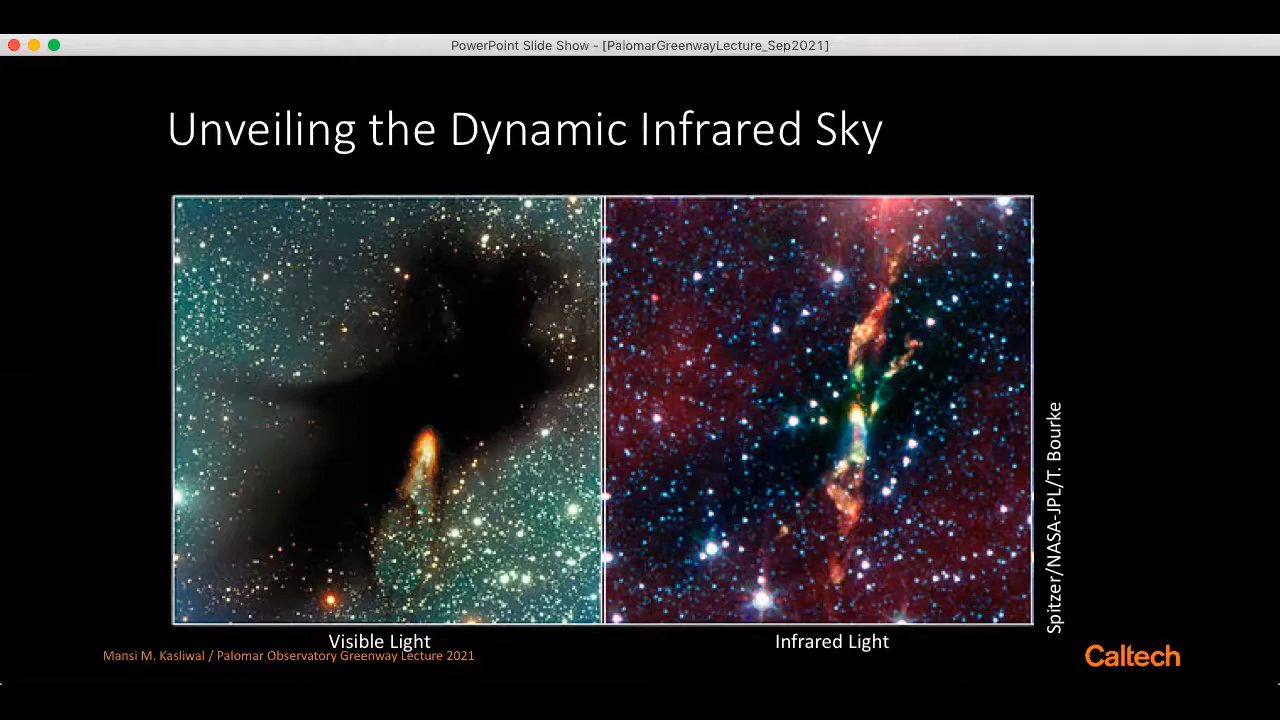 PowerPoint Slide Show - [PalomarGreenwayLecture_Sep2021]
Unveiling the Dynamic Infrared Sky
Spitzer/NASA-JPL/T. Bourke
Visible Light
Infrared Light
Mansi M. Kasliwal / Palomar Observatory Greenway Lecture 2021
Caltech